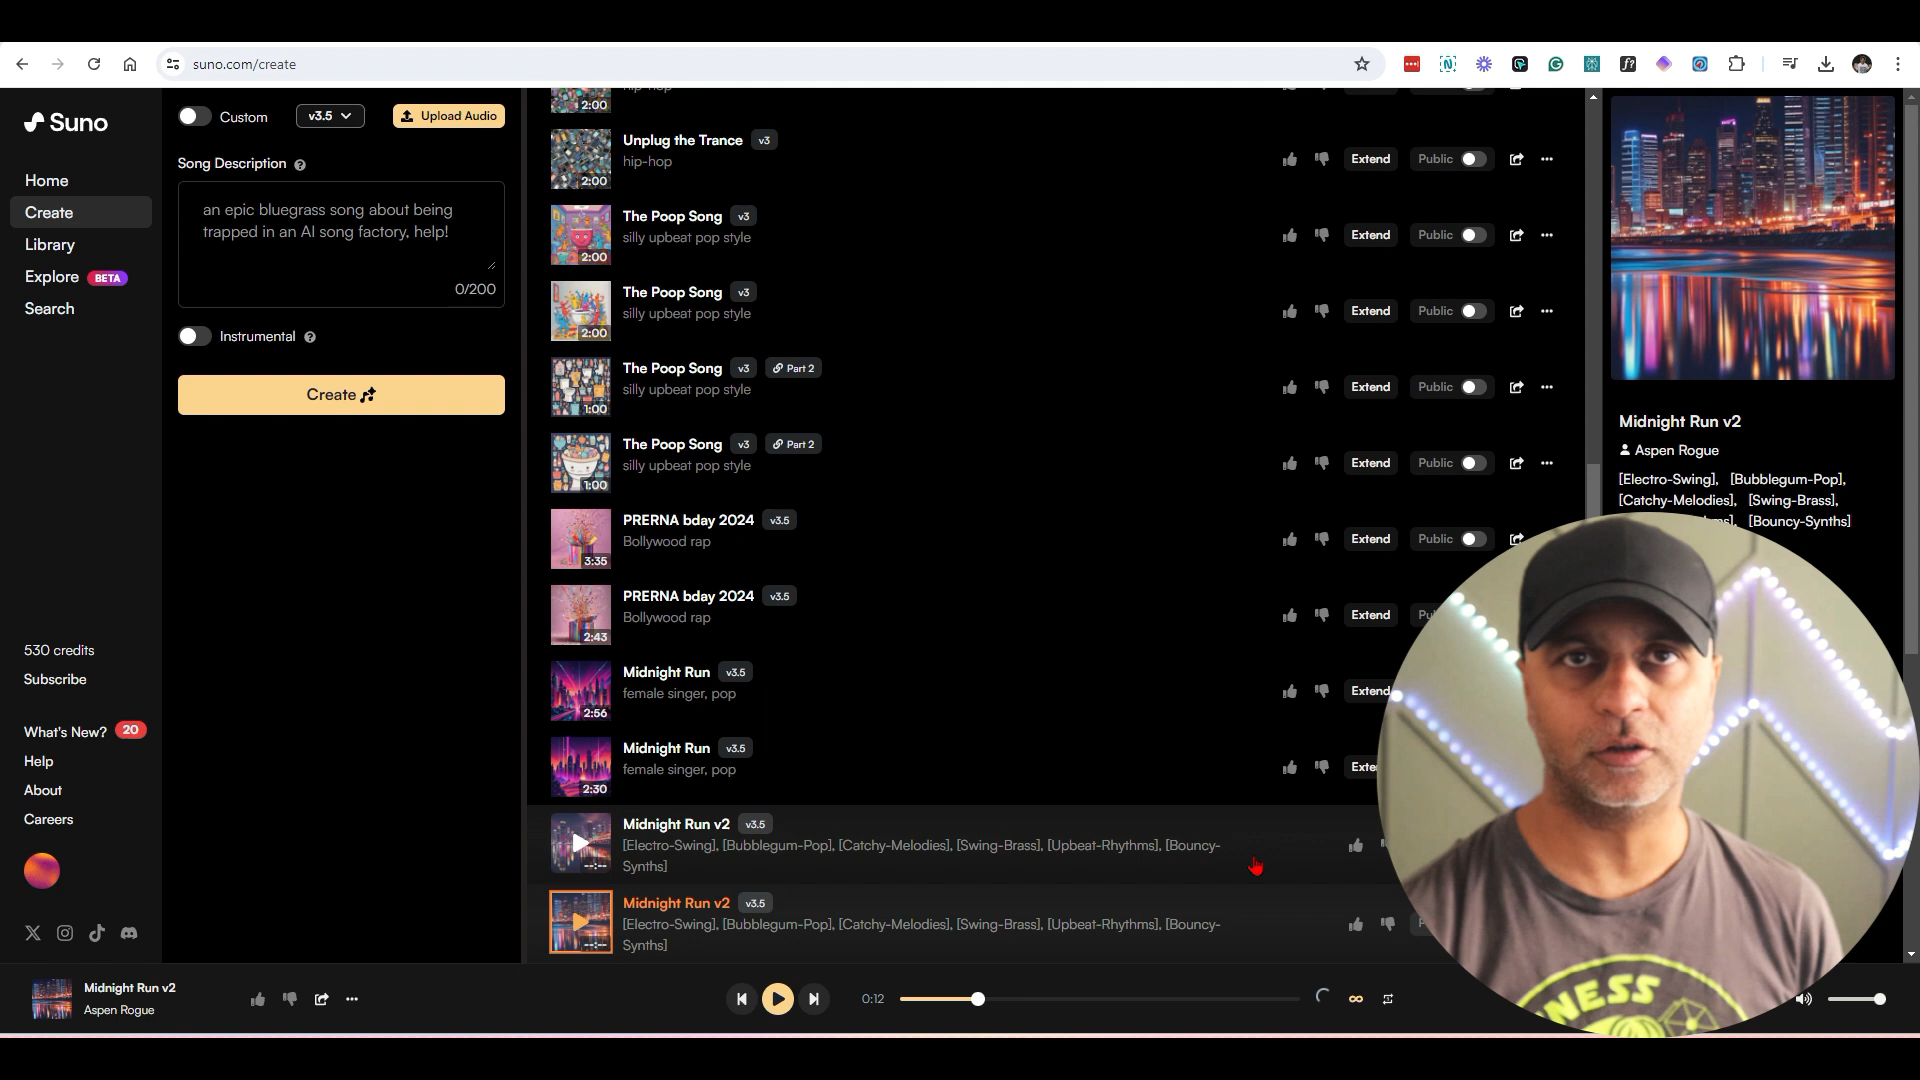 suno.com/create
Suno
Home
Create
Library
Explore BETA
Search
530 credits
Subscribe
What's New? 20
Help
About
Careers
Custom v3.5 Upload Audio
Song Description
an epic bluegrass song about being
trapped in an AI song factory, help!
0/200
Instrumental
Create
2:00
Unplug the Trance v3
hip-hop
2:00
Extend Public
The Poop Song v3
silly upbeat pop style
2:00
Extend Public
The Poop Song v3
silly upbeat pop style
2:00
Extend Public
The Poop Song v3 Part 2
silly upbeat pop style
1:00
Extend Public
The Poop Song v3 Part 2
silly upbeat pop style
1:00
Extend Public
PRERNA bday 2024 v3.5
Bollywood rap
3:35
Extend Public
PRERNA bday 2024 v3.5
Bollywood rap
2:43
Extend
Midnight Run v3.5
female singer, pop
2:56
Extend
Midnight Run v3.5
female singer, pop
2:30
Midnight Run v2 v3.5
[Electro-Swing], [Bubblegum-Pop], [Catchy-Melodies], [Swing-Brass], [Upbeat-Rhythms], [Bouncy-
Synths]
--:--
Midnight Run v2 v3.5
[Electro-Swing], [Bubblegum-Pop], [Catchy-Melodies], [Swing-Brass], [Upbeat-Rhythms], [Bouncy-
Synths]
--:--
Midnight Run v2
Aspen Rogue
[Electro-Swing], [Bubblegum-Pop],
[Catchy-Melodies], [Swing-Brass],
[Bouncy-Synths]
Midnight Run v2
Aspen Rogue
0:12